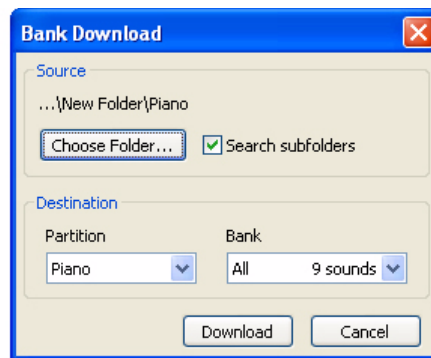 Bank Download
Source
...\New Folder\Piano
Choose Folder... Search subfolders
Destination
Partition Bank
Piano All 9 sounds
Download Cancel